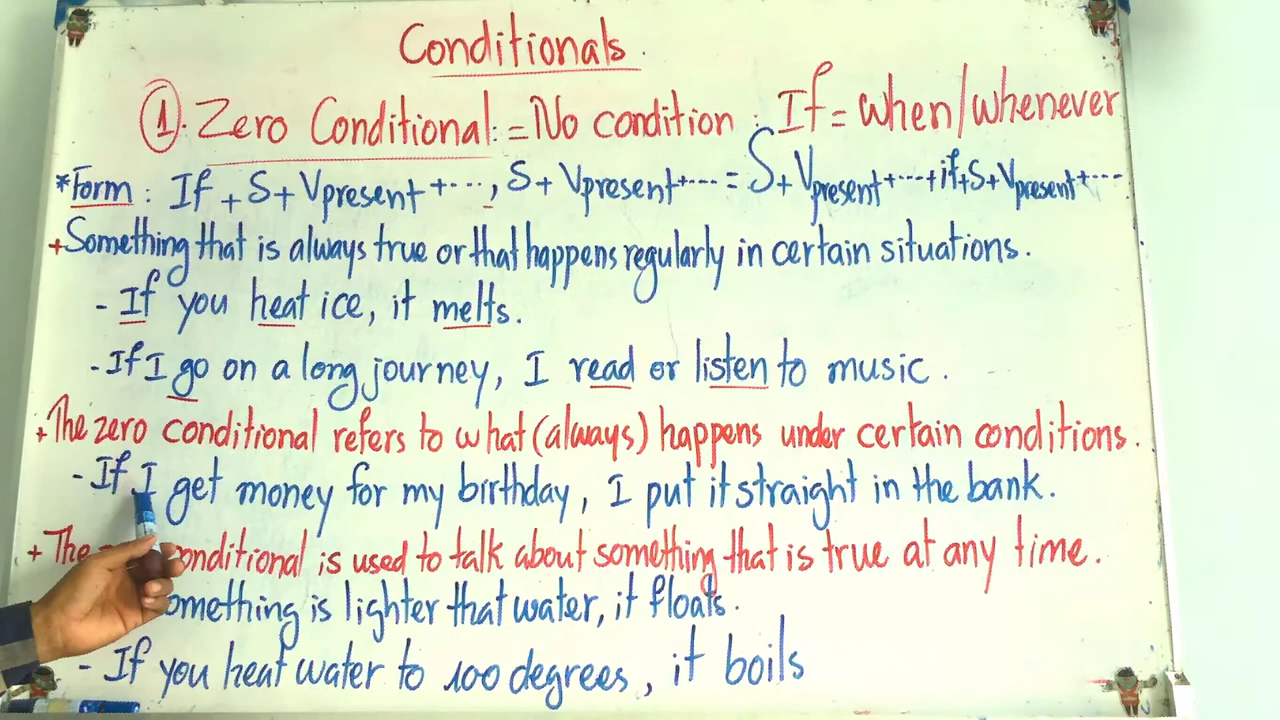 Conditionals.
①. Zero Conditional: = No condition : If = when/whenever
*Form : If + S + Vpresent +..., S + Vpresent+... = S + Vpresent+...+if+S+Vpresent+...
+Something that is always true or that happens regularly in certain situations.
- If you heat ice, it melts.
- If I go on a long journey, I read or listen to music.
+The zero conditional refers to what (always) happens under certain conditions.
- If I get money for my birthday, I put it straight in the bank.
+ The conditional is used to talk about something that is true at any time.
omething is lighter that water, it floats.
- If you heat water to 100 degrees, it boils